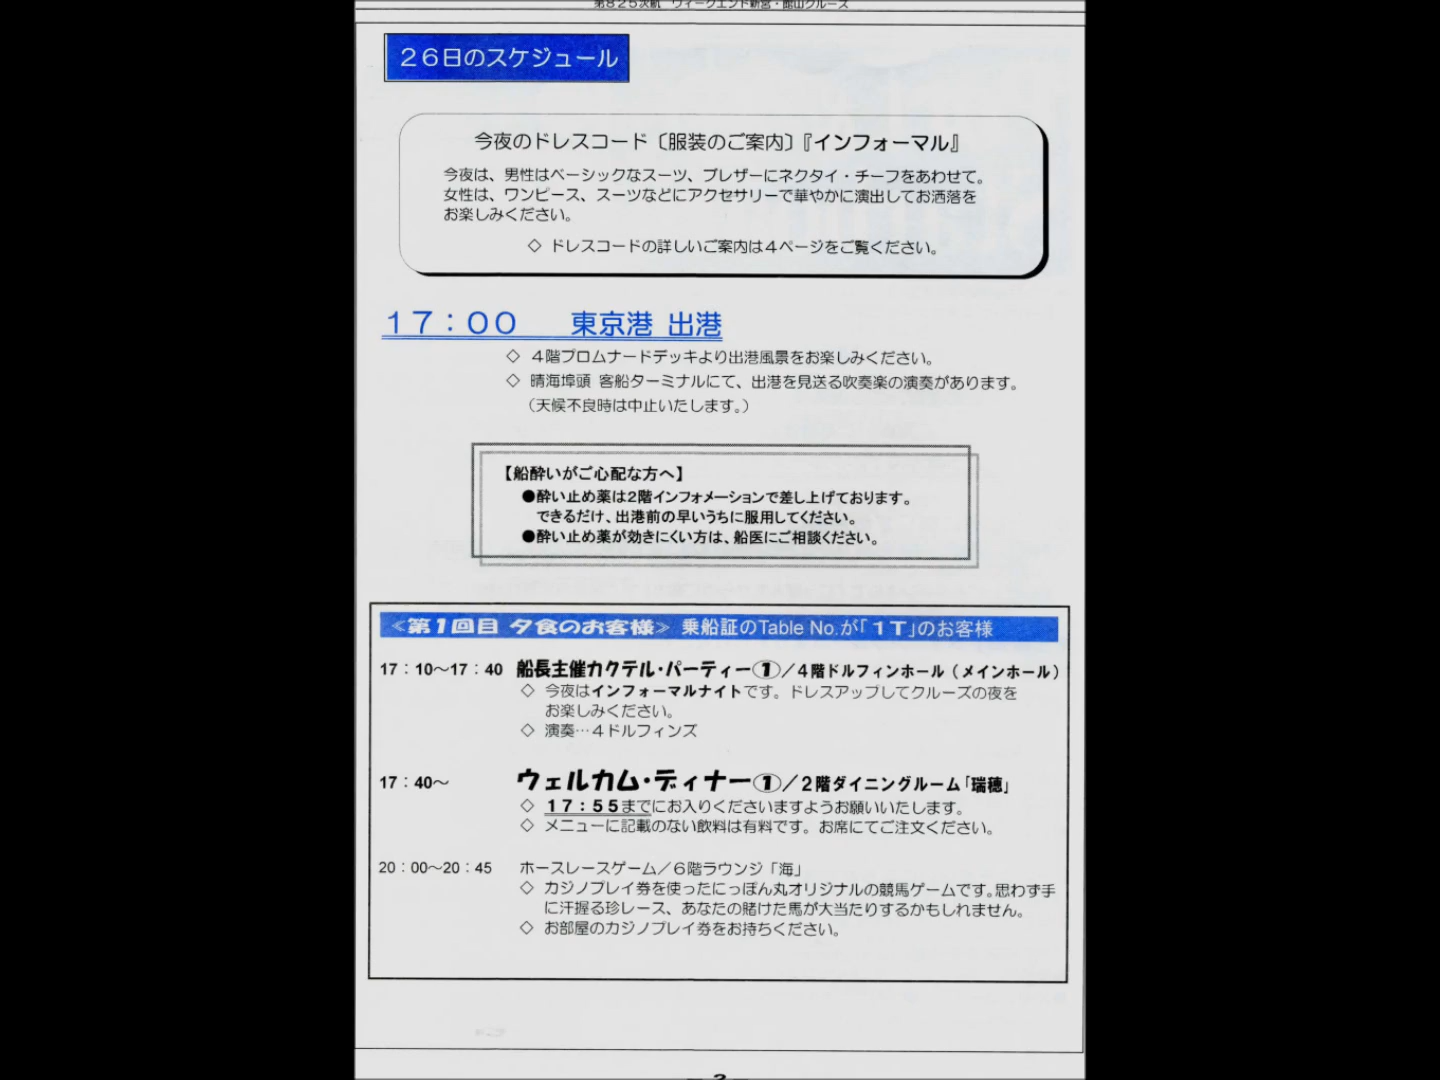 第825次航 ウィークエンド新宮・館山クルーズ
26日のスケジュール
今夜のドレスコード〔服装のご案内〕『インフォーマル』
今夜は、男性はベーシックなスーツ、ブレザーにネクタイ・チーフをあわせて。
女性は、ワンピース、スーツなどにアクセサリーで華やかに演出してお洒落を
お楽しみください。
◇ ドレスコードの詳しいご案内は4ページをご覧ください。
17：00 東京港 出港
◇ 4階プロムナードデッキより出港風景をお楽しみください。
◇ 晴海埠頭 客船ターミナルにて、出港を見送る吹奏楽の演奏があります。
（天候不良時は中止いたします。）
【船酔いがご心配な方へ】
●酔い止め薬は2階インフォメーションで差し上げております。
できるだけ、出港前の早いうちに服用してください。
●酔い止め薬が効きにくい方は、船医にご相談ください。
≪第1回目 夕食のお客様≫ 乗船証のTable No.が「1T」のお客様
17：10～17：40 船長主催カクテル・パーティー①／4階ドルフィンホール（メインホール）
◇ 今夜はインフォーマルナイトです。ドレスアップしてクルーズの夜を
お楽しみください。
◇ 演奏…4ドルフィンズ
17：40～ ウェルカム・ディナー①／2階ダイニングルーム「瑞穂」
◇ 17：55までにお入りくださいますようお願いいたします。
◇ メニューに記載のない飲料は有料です。お席にてご注文ください。
20：00～20：45 ホースレースゲーム／6階ラウンジ「海」
◇ カジノプレイ券を使ったにっぽん丸オリジナルの競馬ゲームです。思わず手
に汗握る珍レース、あなたの賭けた馬が大当たりするかもしれません。
◇ お部屋のカジノプレイ券をお持ちください。